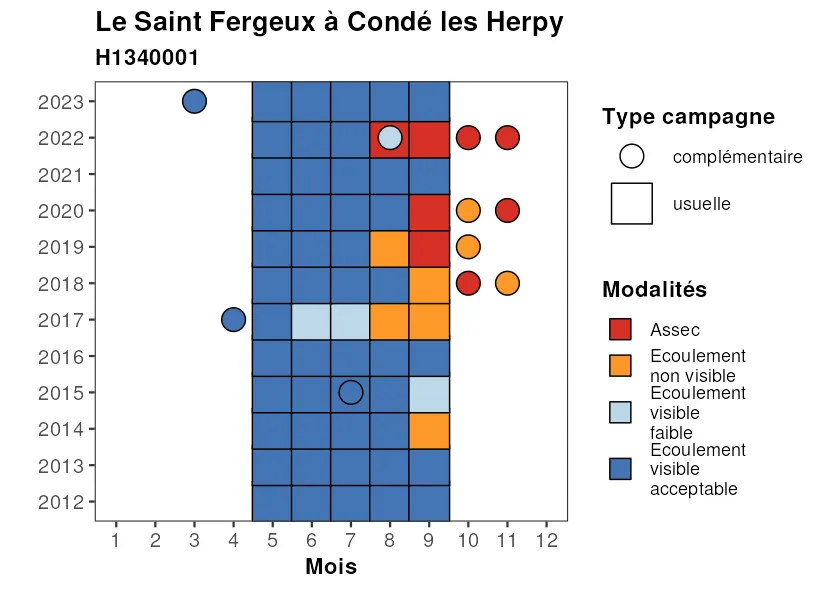 Le Saint Fergeux à Condé les Herpy
H1340001
2023
2022
2021
2020
2019
2018
2017
2016
2015
2014
2013
2012
1 2 3 4 5 6 7 8 9 10 11 12
Mois
Type campagne
complémentaire
usuelle
Modalités
Assec
Ecoulement
non visible
Ecoulement
visible
faible
Ecoulement
visible
acceptable